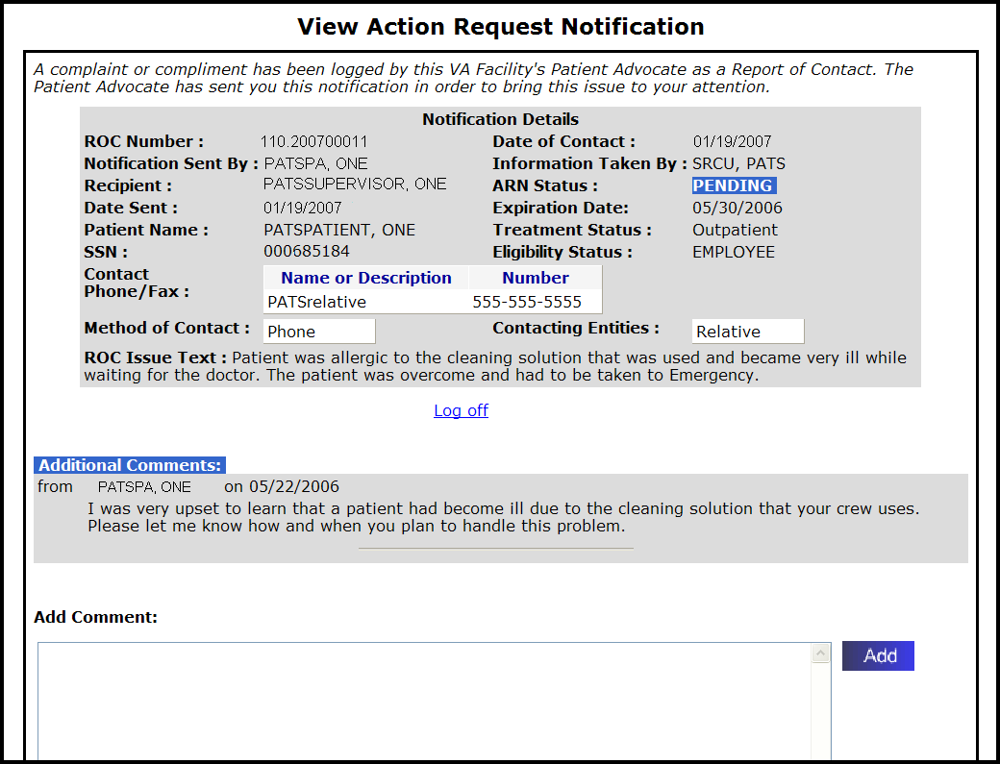 View Action Request Notification
A complaint or compliment has been logged by this VA Facility's Patient Advocate as a Report of Contact. The
Patient Advocate has sent you this notification in order to bring this issue to your attention.
Notification Details
ROC Number : 110.200700011 Date of Contact : 01/19/2007
Notification Sent By : PATSPA, ONE Information Taken By : SRCU, PATS
Recipient : PATSSUPERVISOR, ONE ARN Status : PENDING
Date Sent : 01/19/2007 Expiration Date: 05/30/2006
Patient Name : PATSPATIENT, ONE Treatment Status : Outpatient
SSN : 000685184 Eligibility Status : EMPLOYEE
Contact
Phone/Fax :
Name or Description Number
PATSrelative 555-555-5555
Method of Contact : Phone Contacting Entities : Relative
ROC Issue Text : Patient was allergic to the cleaning solution that was used and became very ill while
waiting for the doctor. The patient was overcome and had to be taken to Emergency.
Log off
Additional Comments:
from PATSPA, ONE on 05/22/2006
I was very upset to learn that a patient had become ill due to the cleaning solution that your crew uses.
Please let me know how and when you plan to handle this problem.
Add Comment:
Add